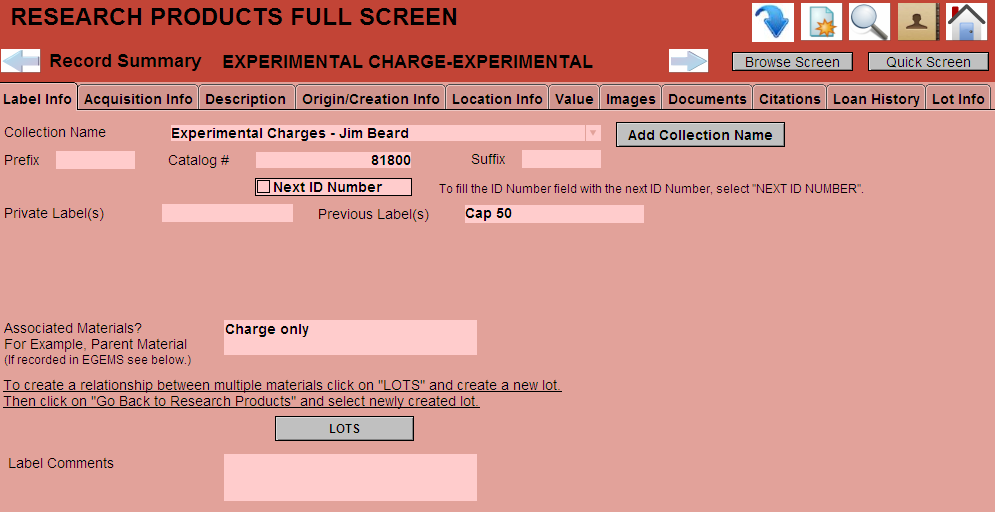 RESEARCH PRODUCTS FULL SCREEN
Record Summary EXPERIMENTAL CHARGE-EXPERIMENTAL Browse Screen Quick Screen
Label Info Acquisition Info Description Origin/Creation Info Location Info Value Images Documents Citations Loan History Lot Info
Collection Name Experimental Charges - Jim Beard Add Collection Name
Prefix Catalog # 81800 Suffix
Next ID Number To fill the ID Number field with the next ID Number, select "NEXT ID NUMBER".
Private Label(s) Previous Label(s) Cap 50
Associated Materials? Charge only
For Example, Parent Material
(If recorded in EGEMS see below.)
To create a relationship between multiple materials click on "LOTS" and create a new lot.
Then click on "Go Back to Research Products" and select newly created lot.
LOTS
Label Comments